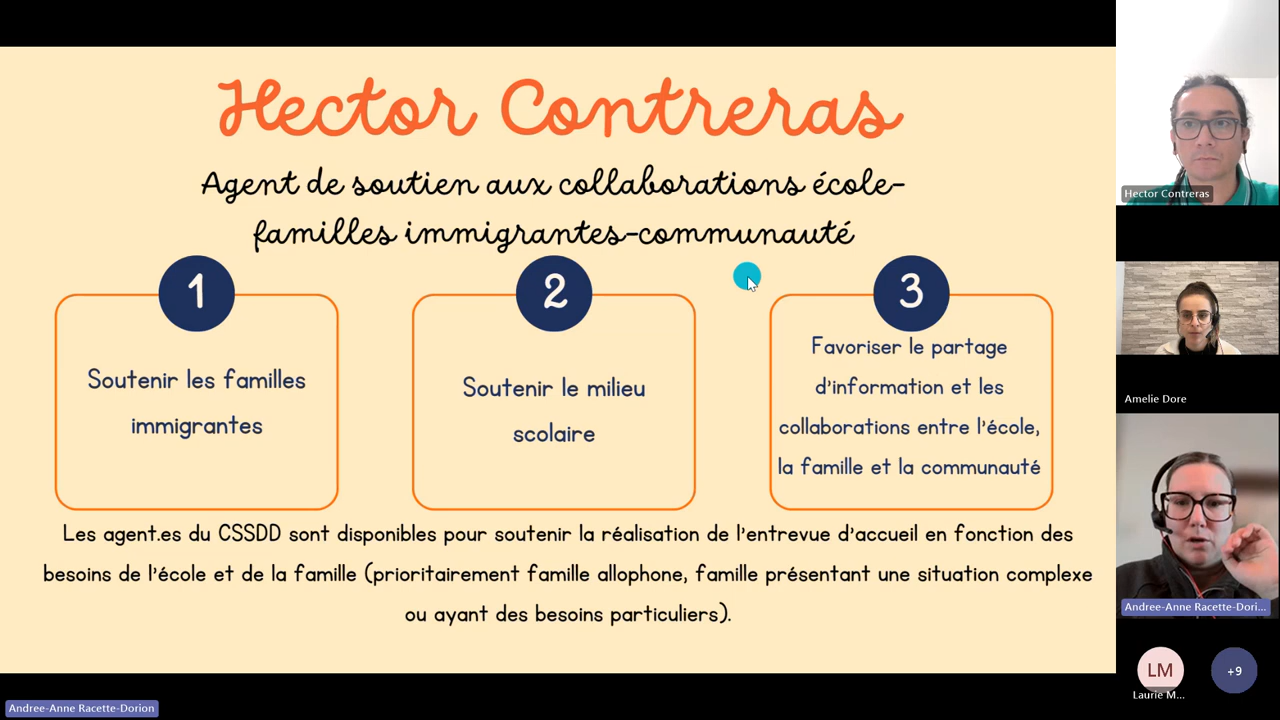 Hector Contreras
Agent de soutien aux collaborations école-
familles immigrantes-communauté
1
Soutenir les familles
immigrantes
2
Soutenir le milieu
scolaire
3
Favoriser le partage
d'information et les
collaborations entre l'école,
la famille et la communauté
Les agent.es du CSSDD sont disponibles pour soutenir la réalisation de l'entrevue d'accueil en fonction des
besoins de l'école et de la famille (prioritairement famille allophone, famille présentant une situation complexe
ou ayant des besoins particuliers).
Hector Contreras
Amelie Dore
Andree-Anne Racette-Dori...
LM
Laurie M...
+9
Andree-Anne Racette-Dorion